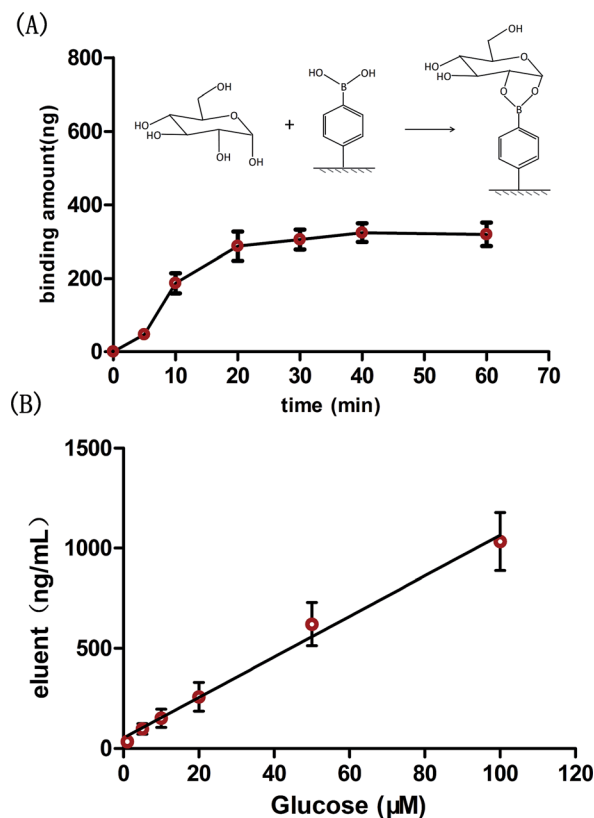 (A)
binding amount(ng)
800
600
400
200
0
0 10 20 30 40 50 60 70
time (min)
OH
HO
O
HO
OH
OH
+
HO OH
B
OH
HO
O
HO
O O
B
(B)
eluent (ng/mL)
1500
1000
500
0
0 20 40 60 80 100 120
Glucose (μM)